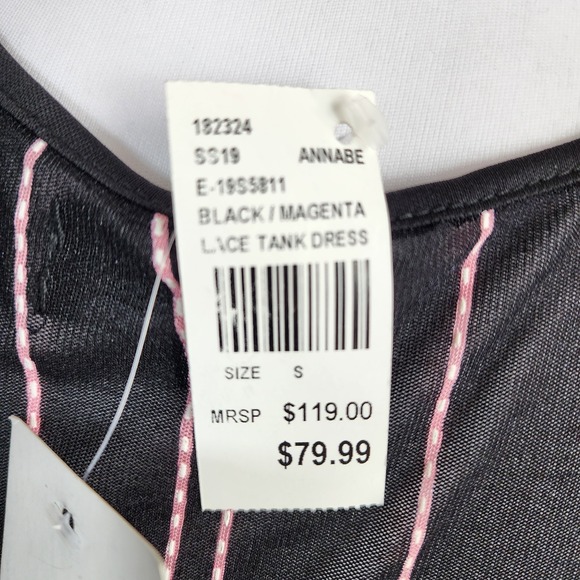 182324
SS19 ANNABE
E-19S5811
BLACK / MAGENTA
LACE TANK DRESS
SIZE S
MRSP $119.00
$79.99